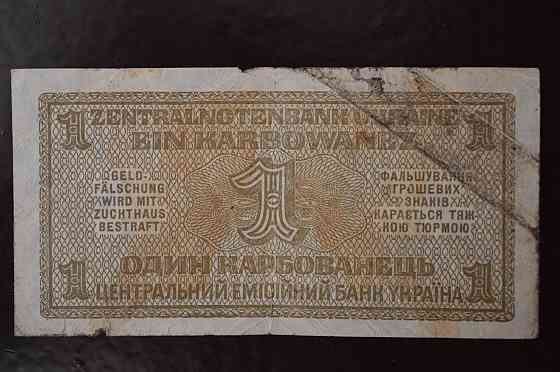 1 ZENTRALNOTENBANK UKRAINE 1
EIN KARBOWANEZ
GELD-
FÄLSCHUNG
WIRD MIT
ZUCHTHAUS
BESTRAFT
1
ФАЛЬШУВАННЯ
ГРОШЕВИХ
ЗНАКІВ
КАРАЄТЬСЯ ТЯЖ-
КОЮ ТЮРМОЮ
ОДИН КАРБОВАНЕЦЬ
1 ЦЕНТРАЛЬНИЙ ЕМІСІЙНИЙ БАНК УКРАЇНА 1